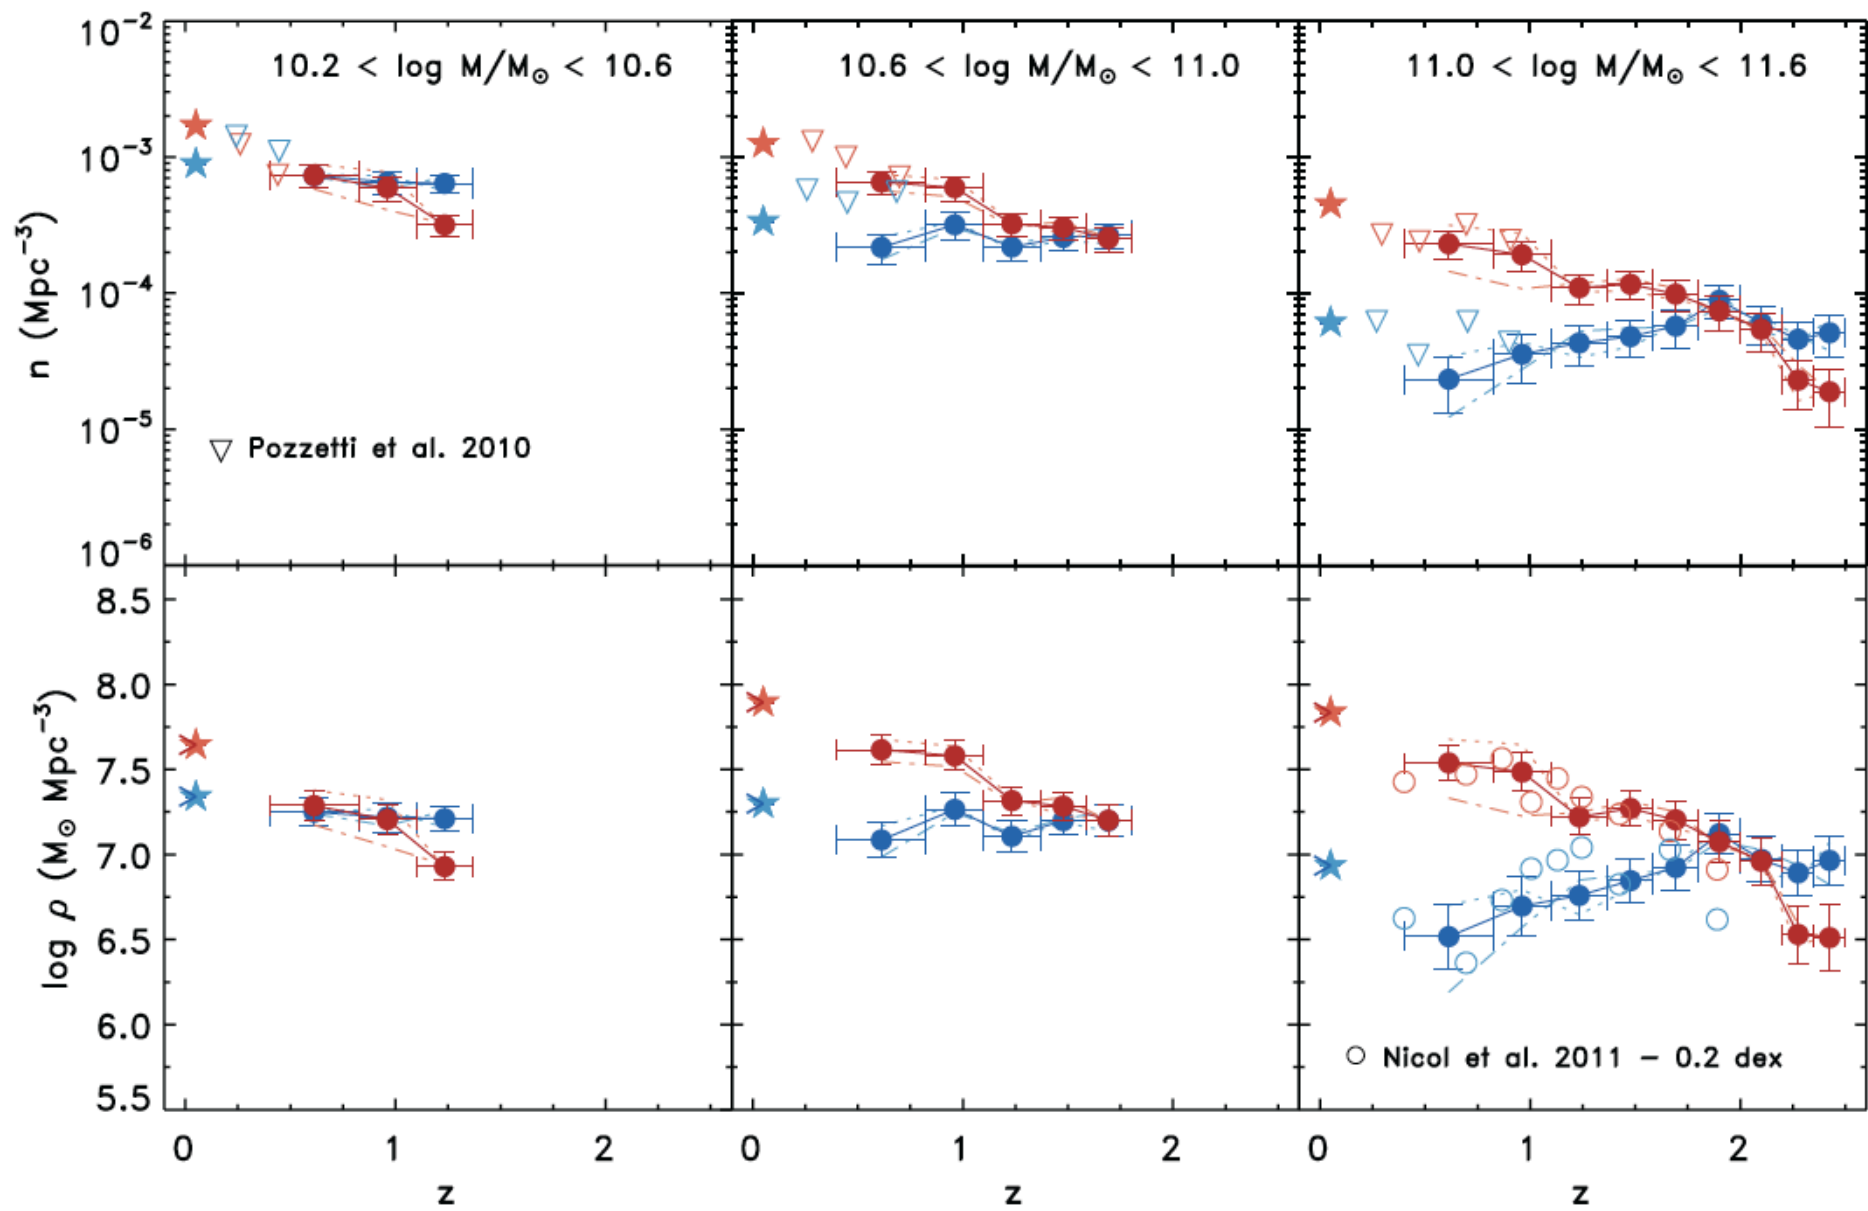 10.2 < log M/M⊙ < 10.6
10.6 < log M/M⊙ < 11.0
11.0 < log M/M⊙ < 11.6
10⁻²
10⁻³
10⁻⁴
10⁻⁵
10⁻⁶
n (Mpc⁻³)
Pozzetti et al. 2010
8.5
8.0
7.5
7.0
6.5
6.0
5.5
log ρ (M⊙ Mpc⁻³)
Nicol et al. 2011 – 0.2 dex
0 1 2
0 1 2
0 1 2
z
z
z